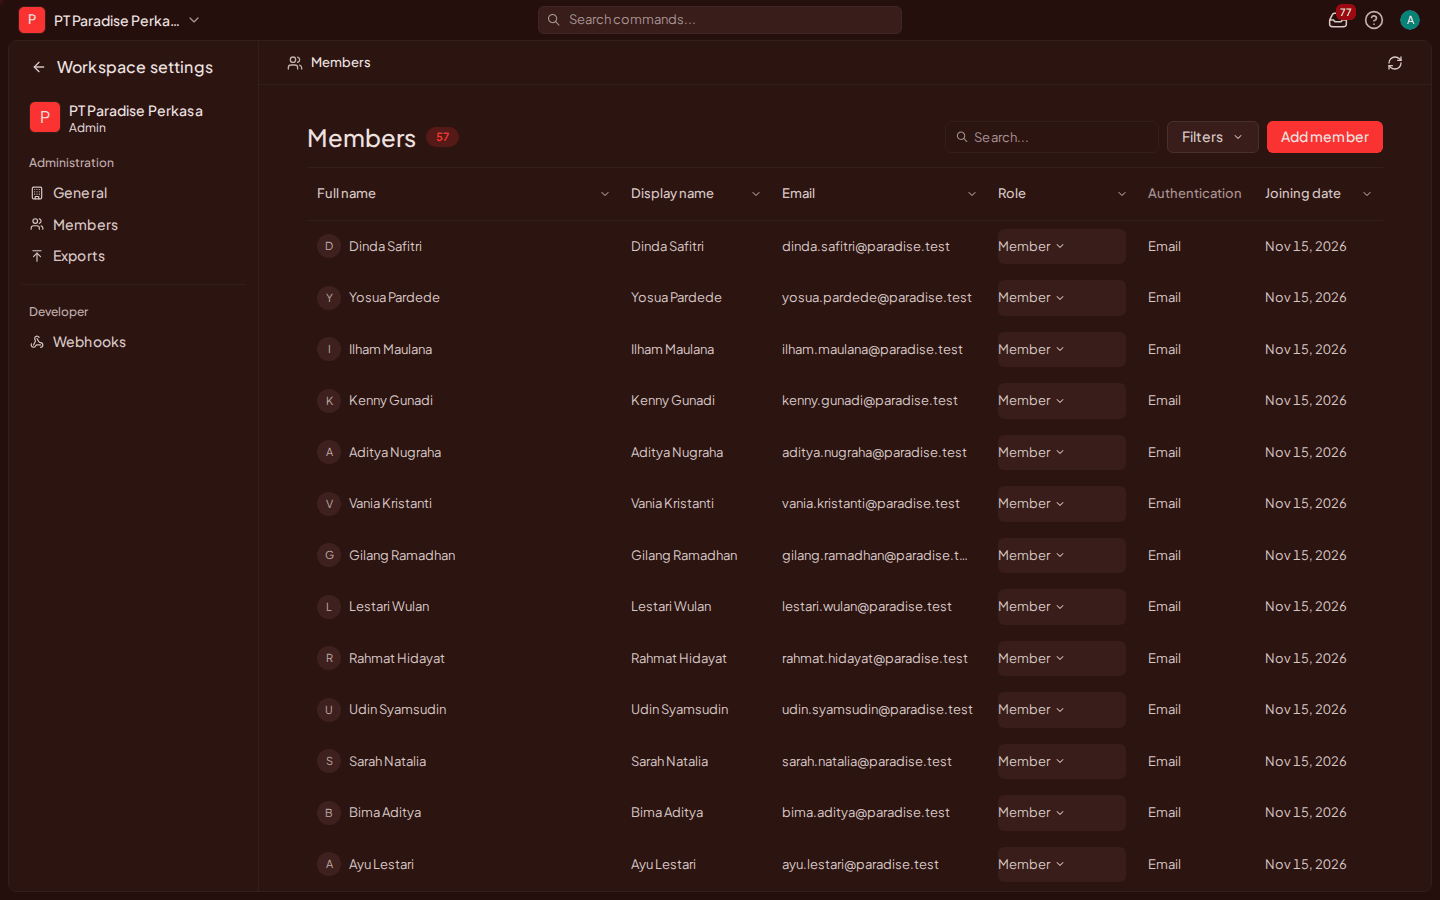 P PT Paradise Perka... Search commands... 77 A
Workspace settings
Members
P PT Paradise Perkasa
Admin
Administration
General
Members
Exports
Developer
Webhooks
Members 57 Search... Filters Add member
Full name Display name Email Role Authentication Joining date
D Dinda Safitri Dinda Safitri dinda.safitri@paradise.test Member Email Nov 15, 2026
Y Yosua Pardede Yosua Pardede yosua.pardede@paradise.test Member Email Nov 15, 2026
I Ilham Maulana Ilham Maulana ilham.maulana@paradise.test Member Email Nov 15, 2026
K Kenny Gunadi Kenny Gunadi kenny.gunadi@paradise.test Member Email Nov 15, 2026
A Aditya Nugraha Aditya Nugraha aditya.nugraha@paradise.test Member Email Nov 15, 2026
V Vania Kristanti Vania Kristanti vania.kristanti@paradise.test Member Email Nov 15, 2026
G Gilang Ramadhan Gilang Ramadhan gilang.ramadhan@paradise.t... Member Email Nov 15, 2026
L Lestari Wulan Lestari Wulan lestari.wulan@paradise.test Member Email Nov 15, 2026
R Rahmat Hidayat Rahmat Hidayat rahmat.hidayat@paradise.test Member Email Nov 15, 2026
U Udin Syamsudin Udin Syamsudin udin.syamsudin@paradise.test Member Email Nov 15, 2026
S Sarah Natalia Sarah Natalia sarah.natalia@paradise.test Member Email Nov 15, 2026
B Bima Aditya Bima Aditya bima.aditya@paradise.test Member Email Nov 15, 2026
A Ayu Lestari Ayu Lestari ayu.lestari@paradise.test Member Email Nov 15, 2026